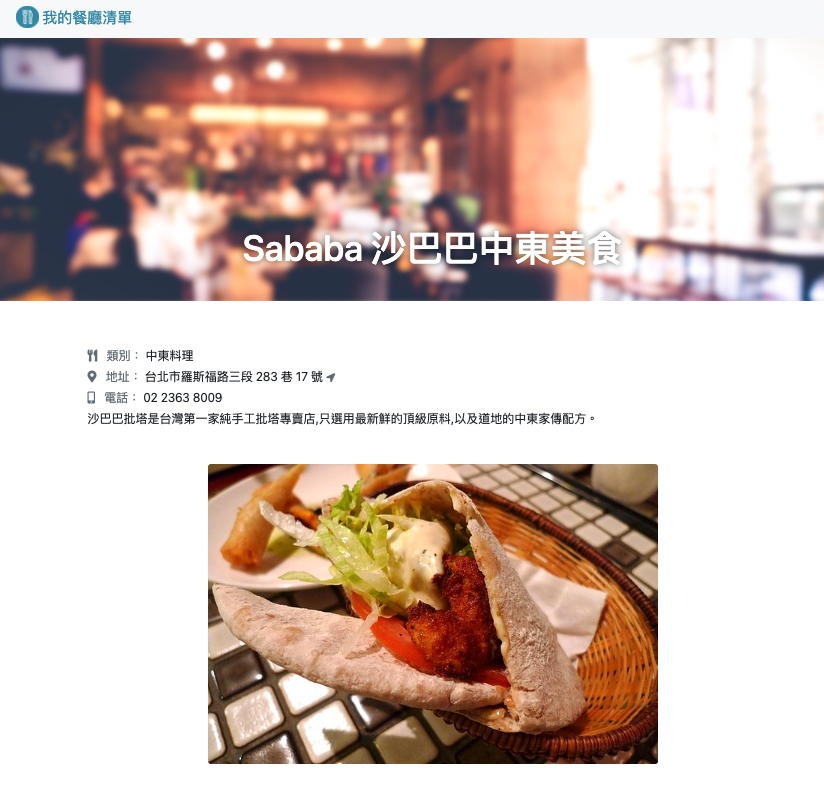 我的餐廳清單
Sababa 沙巴巴中東美食
類別： 中東料理
地址： 台北市羅斯福路三段 283 巷 17 號
電話： 02 2363 8009
沙巴巴批塔是台灣第一家純手工批塔專賣店,只選用最新鮮的頂級原料,以及道地的中東家傳配方。